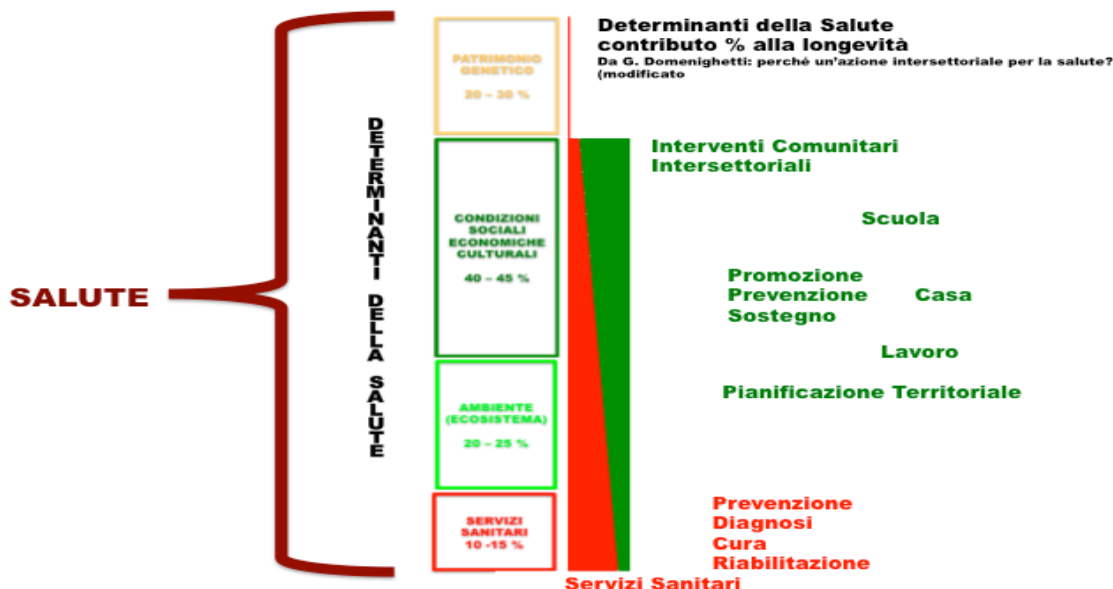 Determinanti della Salute
contributo % alla longevità
Da G. Domenighetti: perché un'azione intersettoriale per la salute?
(modificato
SALUTE
DETERMINANTI DELLA SALUTE
PATRIMONIO
GENETICO
20 – 30 %
CONDIZIONI
SOCIALI
ECONOMICHE
CULTURALI
40 – 45 %
AMBIENTE
(ECOSISTEMA)
20 – 25 %
SERVIZI
SANITARI
10 -15 %
Interventi Comunitari
Intersettoriali
Scuola
Promozione
Prevenzione
Sostegno
Casa
Lavoro
Pianificazione Territoriale
Prevenzione
Diagnosi
Cura
Riabilitazione
Servizi Sanitari